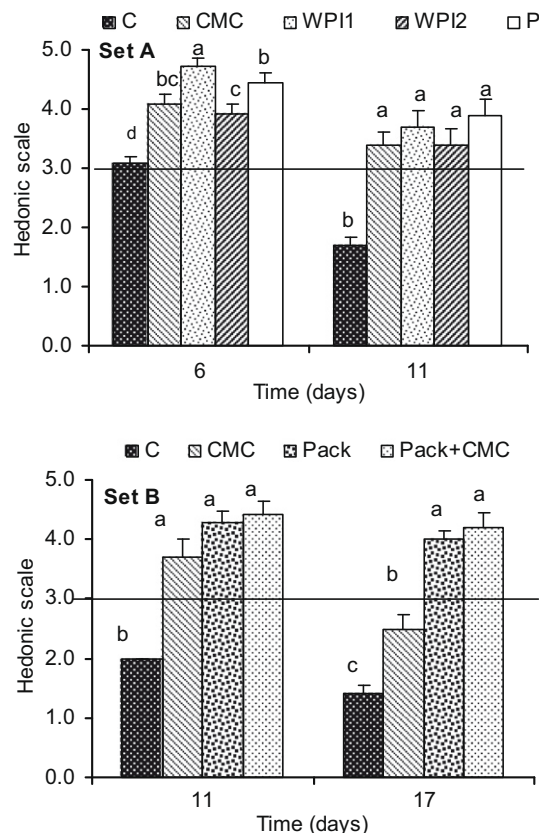 C CMC WPI1 WPI2 P
Set A
5.0
4.0
3.0
2.0
1.0
0.0
Hedonic scale
d bc a c b
b a a a a
6 11
Time (days)
C CMC Pack Pack+CMC
Set B
5.0
4.0
3.0
2.0
1.0
0.0
Hedonic scale
b a a a
c b a a
11 17
Time (days)